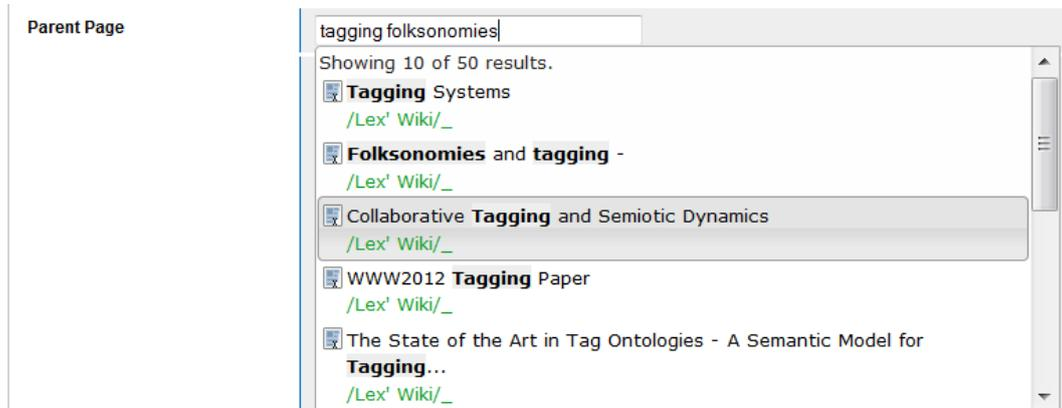 Parent Page
tagging folksonomies
Showing 10 of 50 results.
Tagging Systems
/Lex' Wiki/_
Folksonomies and tagging -
/Lex' Wiki/_
Collaborative Tagging and Semiotic Dynamics
/Lex' Wiki/_
WWW2012 Tagging Paper
/Lex' Wiki/_
The State of the Art in Tag Ontologies - A Semantic Model for
Tagging...
/Lex' Wiki/_